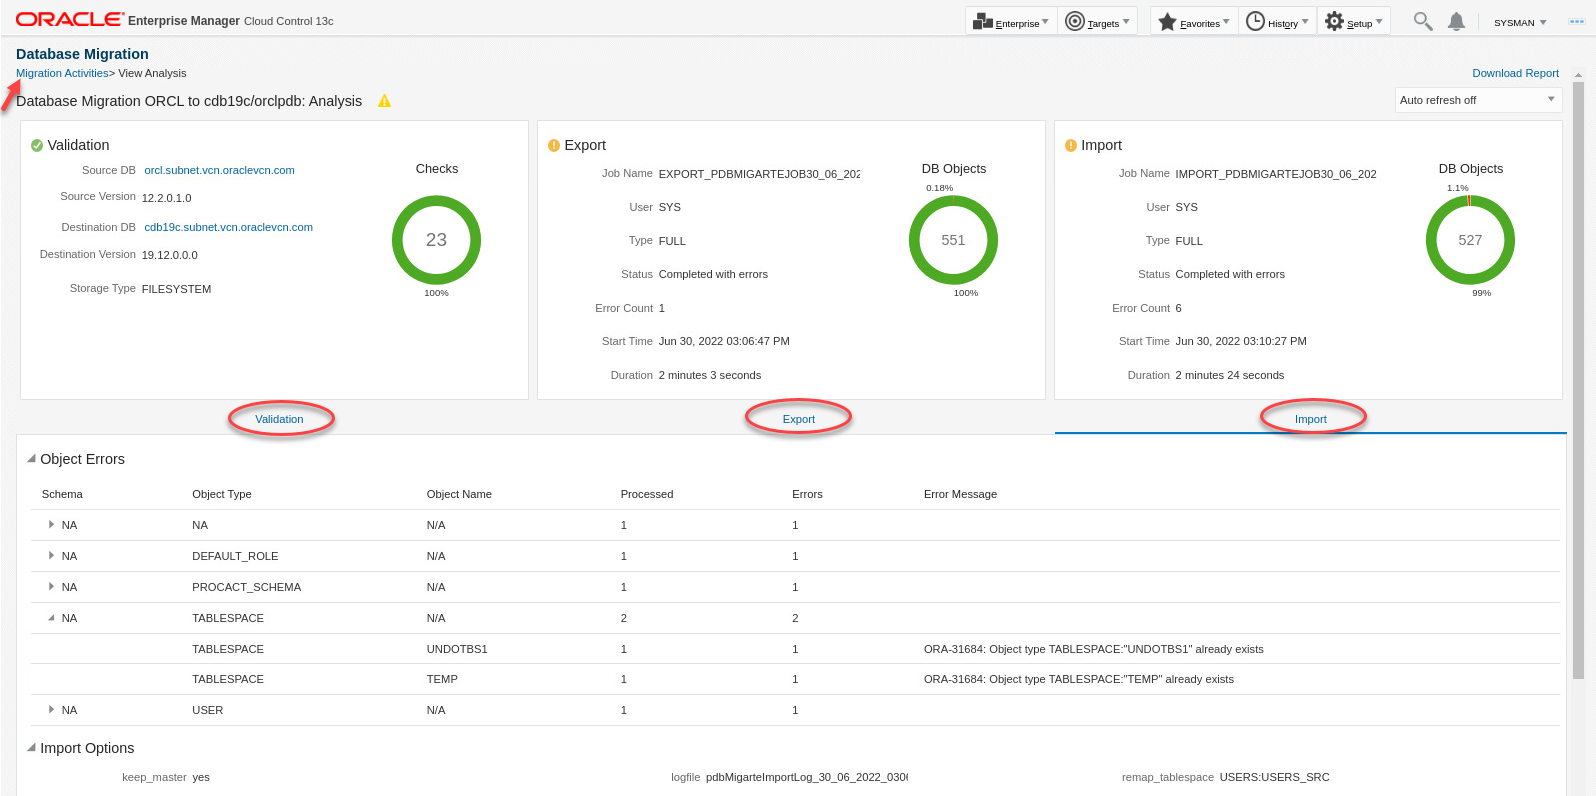 ORACLE Enterprise Manager Cloud Control 13c
Enterprise Targets Favorites History Setup SYSMAN
Database Migration
Migration Activities> View Analysis
Download Report
Database Migration ORCL to cdb19c/orclpdb: Analysis
Auto refresh off
Validation
Source DB orcl.subnet.vcn.oraclevcn.com
Source Version 12.2.0.1.0
Destination DB cdb19c.subnet.vcn.oraclevcn.com
Destination Version 19.12.0.0.0
Storage Type FILESYSTEM
Checks
23
100%
Export
Job Name EXPORT_PDBMIGARTEJOB30_06_202
User SYS
Type FULL
Status Completed with errors
Error Count 1
Start Time Jun 30, 2022 03:06:47 PM
Duration 2 minutes 3 seconds
DB Objects
0.18%
551
100%
Import
Job Name IMPORT_PDBMIGARTEJOB30_06_202
User SYS
Type FULL
Status Completed with errors
Error Count 6
Start Time Jun 30, 2022 03:10:27 PM
Duration 2 minutes 24 seconds
DB Objects
1.1%
527
99%
Validation Export Import
Object Errors
Schema Object Type Object Name Processed Errors Error Message
NA NA N/A 1 1
NA DEFAULT_ROLE N/A 1 1
NA PROCACT_SCHEMA N/A 1 1
NA TABLESPACE N/A 2 2
TABLESPACE UNDOTBS1 1 1 ORA-31684: Object type TABLESPACE:"UNDOTBS1" already exists
TABLESPACE TEMP 1 1 ORA-31684: Object type TABLESPACE:"TEMP" already exists
NA USER N/A 1 1
Import Options
keep_master yes logfile pdbMigarteImportLog_30_06_2022_030 remap_tablespace USERS:USERS_SRC